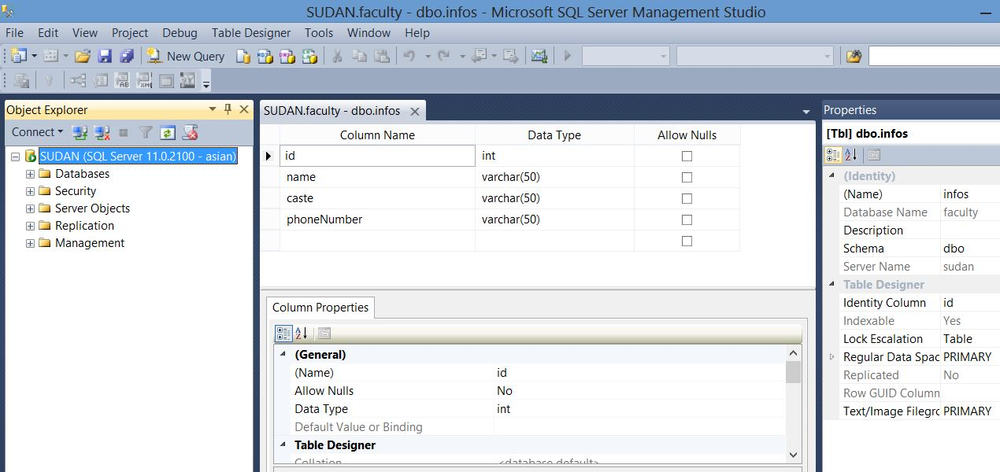 SUDAN.faculty - dbo.infos - Microsoft SQL Server Management Studio
File Edit View Project Debug Table Designer Tools Window Help
New Query
Object Explorer
Connect
SUDAN (SQL Server 11.0.2100 - asian)
Databases
Security
Server Objects
Replication
Management
SUDAN.faculty - dbo.infos
Column Name Data Type Allow Nulls
id int
name varchar(50)
caste varchar(50)
phoneNumber varchar(50)
Column Properties
(General)
(Name) id
Allow Nulls No
Data Type int
Default Value or Binding
Table Designer
Collation <database default>
Properties
[Tbl] dbo.infos
(Identity)
(Name) infos
Database Name faculty
Description
Schema dbo
Server Name sudan
Table Designer
Identity Column id
Indexable Yes
Lock Escalation Table
Regular Data Spac PRIMARY
Replicated No
Row GUID Column
Text/Image Filegro PRIMARY